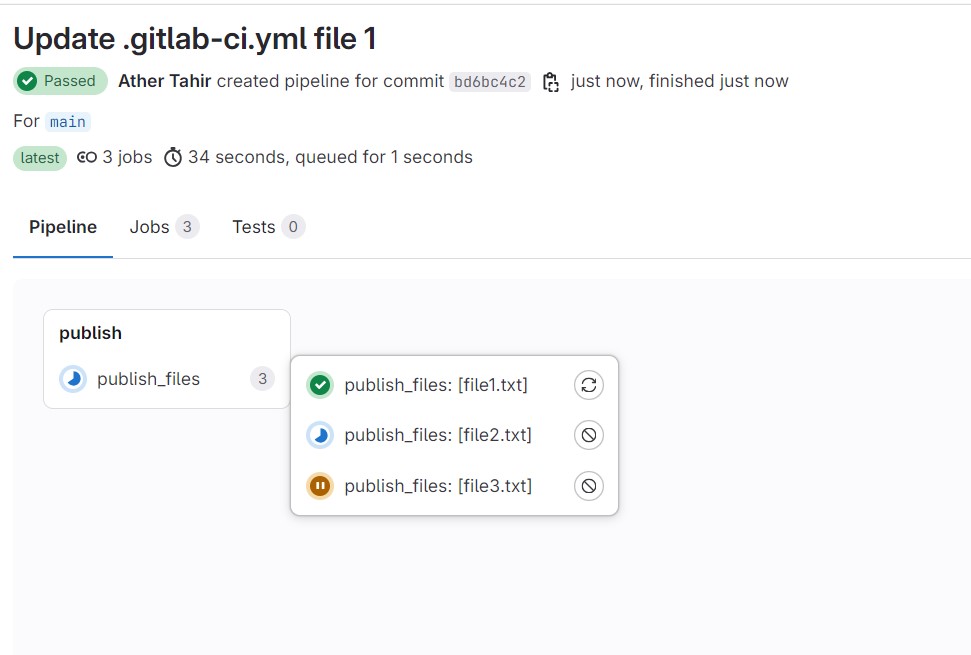 Update .gitlab-ci.yml file 1
Passed Ather Tahir created pipeline for commit bd6bc4c2 just now, finished just now
For main
latest 3 jobs 34 seconds, queued for 1 seconds
Pipeline Jobs 3 Tests 0
publish
publish_files 3
publish_files: [file1.txt]
publish_files: [file2.txt]
publish_files: [file3.txt]